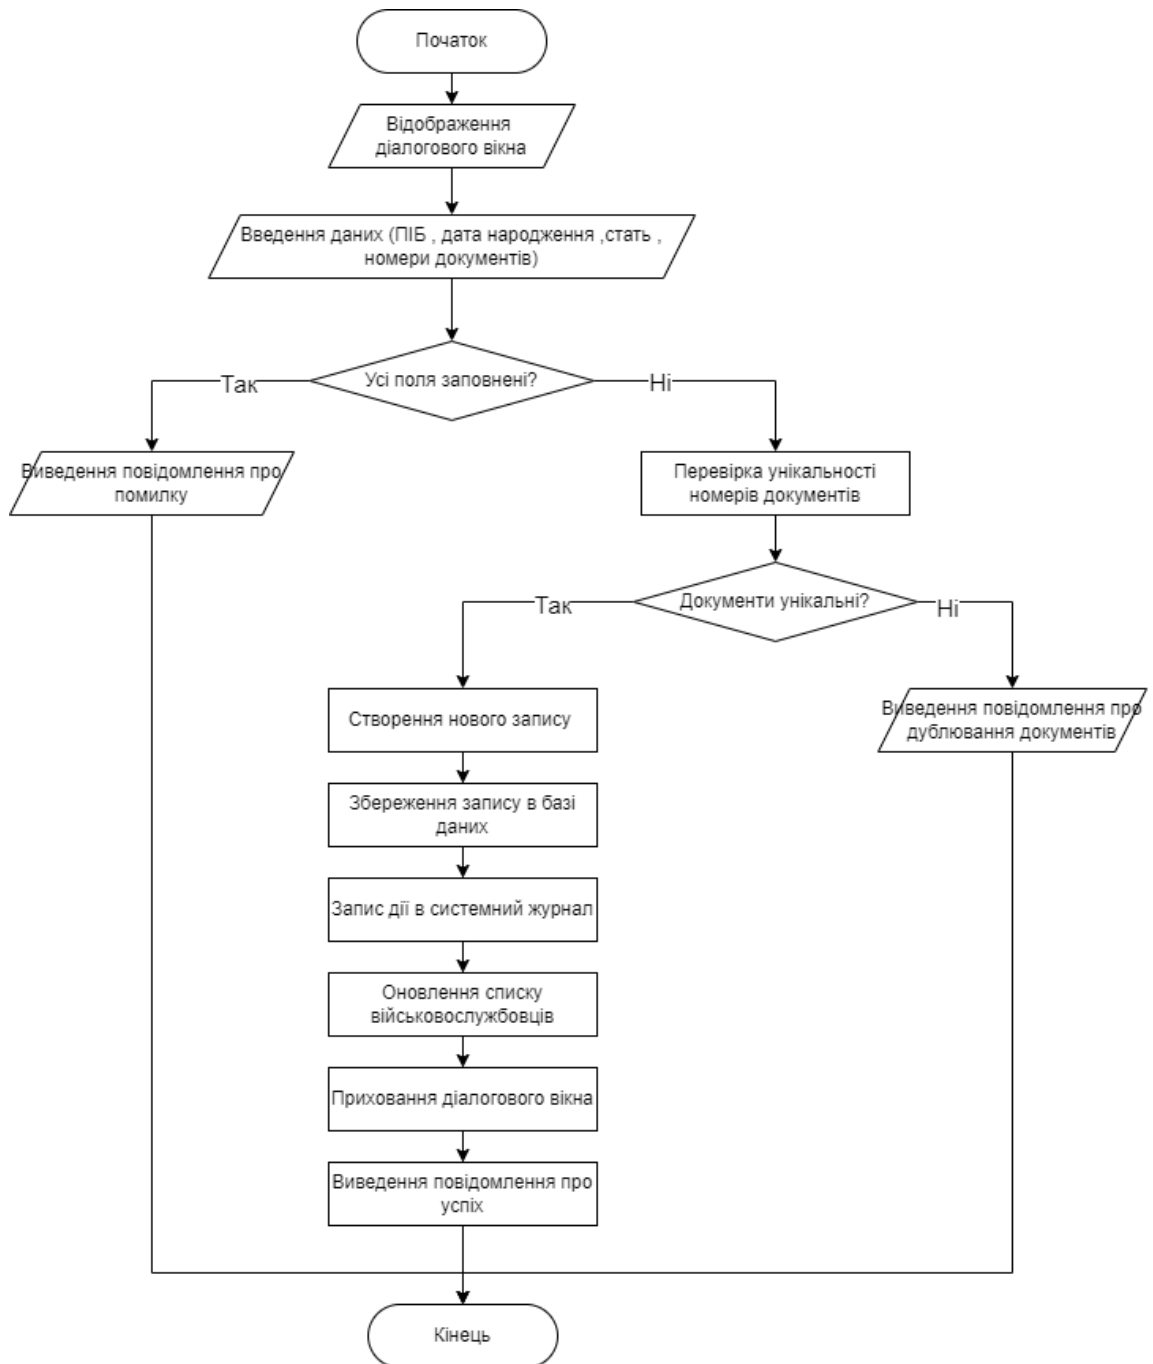 Початок
Відображення
діалогового вікна
Введення даних (ПІБ , дата народження ,стать ,
номери документів)
Усі поля заповнені?
Так
Ні
Виведення повідомлення про
помилку
Перевірка унікальності
номерів документів
Документи унікальні?
Так
Ні
Створення нового запису
Виведення повідомлення про
дублювання документів
Збереження запису в базі
даних
Запис дії в системний журнал
Оновлення списку
військовослужбовців
Приховання діалогового вікна
Виведення повідомлення про
успіх
Кінець